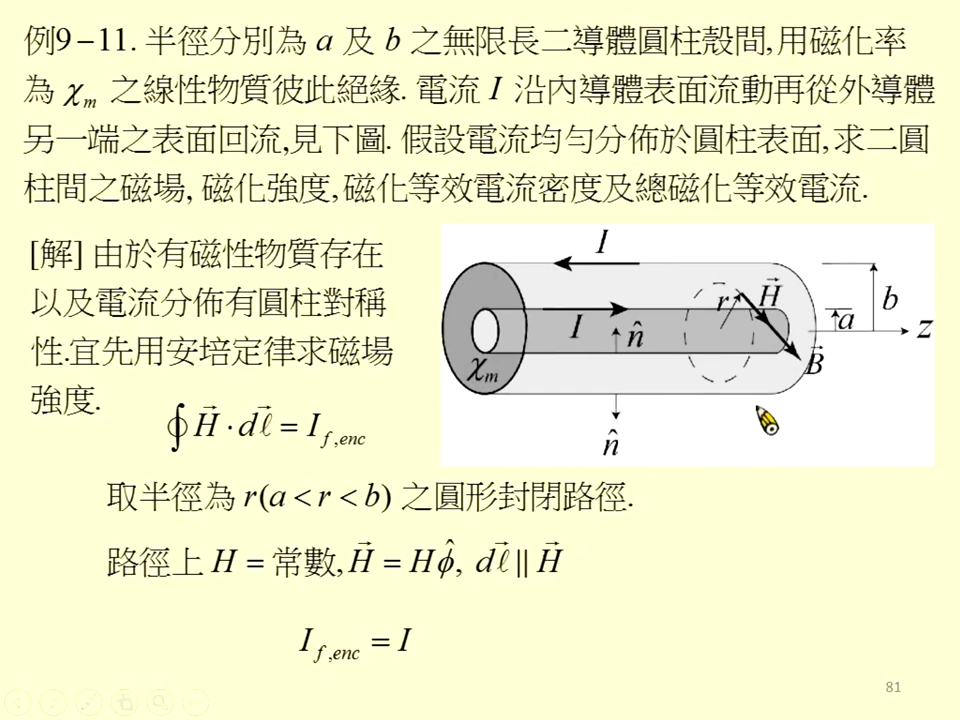 例9−11. 半徑分別為 a 及 b 之無限長二導體圓柱殼間,用磁化率
為 χₘ 之線性物質彼此絕緣. 電流 I 沿內導體表面流動再從外導體
另一端之表面回流,見下圖. 假設電流均勻分佈於圓柱表面,求二圓
柱間之磁場, 磁化強度,磁化等效電流密度及總磁化等效電流.
[解] 由於有磁性物質存在
以及電流分佈有圓柱對稱
性.宜先用安培定律求磁場
強度.
∮ H⃗ · dℓ⃗ = I_{f,enc}
I
I
n̂
r
H⃗
b
a
z
χₘ
B⃗
n̂
取半徑為 r(a < r < b) 之圓形封閉路徑.
路徑上 H = 常數, H⃗ = Hφ̂, dℓ⃗ || H⃗
I_{f,enc} = I
81